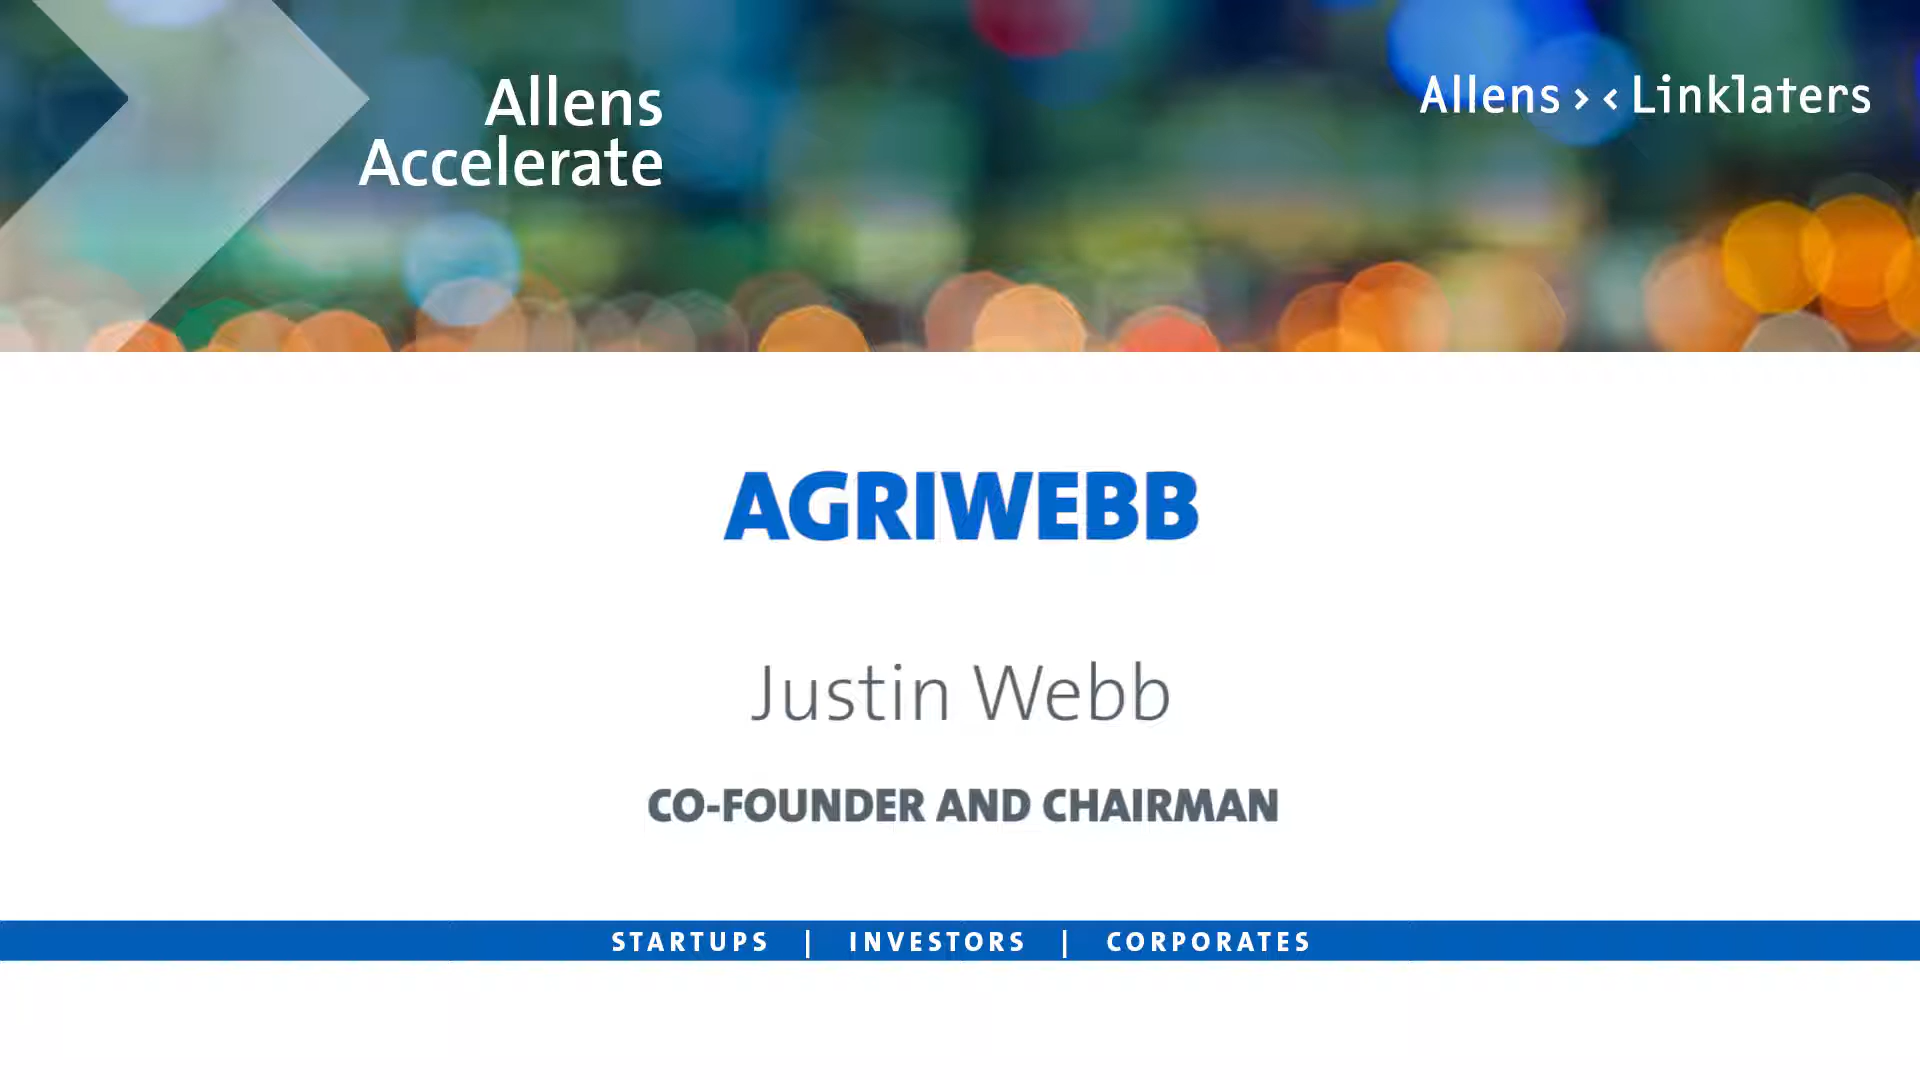 Allens
Accelerate
Allens > < Linklaters
AGRIWEBB
Justin Webb
CO-FOUNDER AND CHAIRMAN
STARTUPS | INVESTORS | CORPORATES